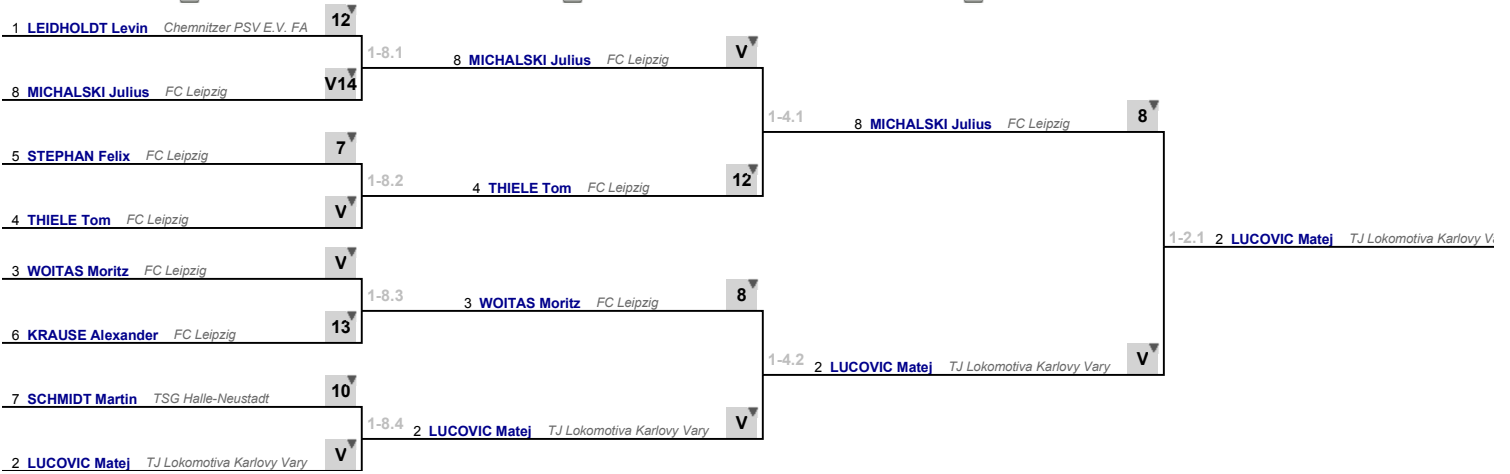 1 LEIDHOLDT Levin Chemnitzer PSV E.V. FA 12
1-8.1 8 MICHALSKI Julius FC Leipzig V
8 MICHALSKI Julius FC Leipzig V14
1-4.1 8 MICHALSKI Julius FC Leipzig 8
5 STEPHAN Felix FC Leipzig 7
1-8.2 4 THIELE Tom FC Leipzig 12
4 THIELE Tom FC Leipzig V
1-2.1 2 LUCOVIC Matej TJ Lokomotiva Karlovy
3 WOITAS Moritz FC Leipzig V
1-8.3 3 WOITAS Moritz FC Leipzig 8
6 KRAUSE Alexander FC Leipzig 13
1-4.2 2 LUCOVIC Matej TJ Lokomotiva Karlovy Vary V
7 SCHMIDT Martin TSG Halle-Neustadt 10
1-8.4 2 LUCOVIC Matej TJ Lokomotiva Karlovy Vary V
2 LUCOVIC Matej TJ Lokomotiva Karlovy Vary V